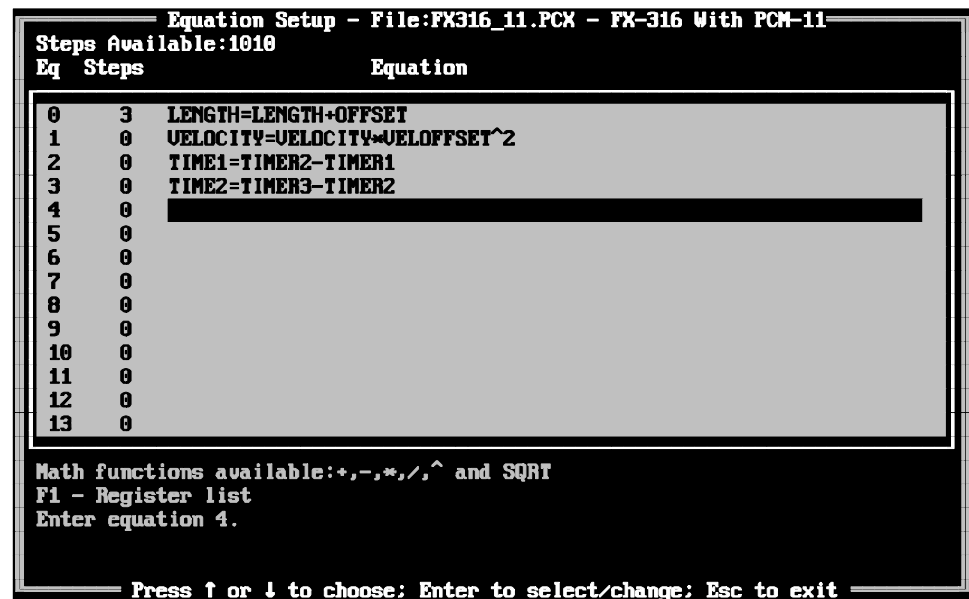 Equation Setup - File:FX316_11.PCX - FX-316 With PCM-11
Steps Available:1010
Eq Steps Equation
0 3 LENGTH=LENGTH+OFFSET
1 0 VELOCITY=VELOCITY*VELOFFSET^2
2 0 TIME1=TIMER2-TIMER1
3 0 TIME2=TIMER3-TIMER2
4 0
5 0
6 0
7 0
8 0
9 0
10 0
11 0
12 0
13 0
Math functions available:+,-,*,/,^ and SQRT
F1 - Register list
Enter equation 4.
Press ↑ or ↓ to choose; Enter to select/change; Esc to exit